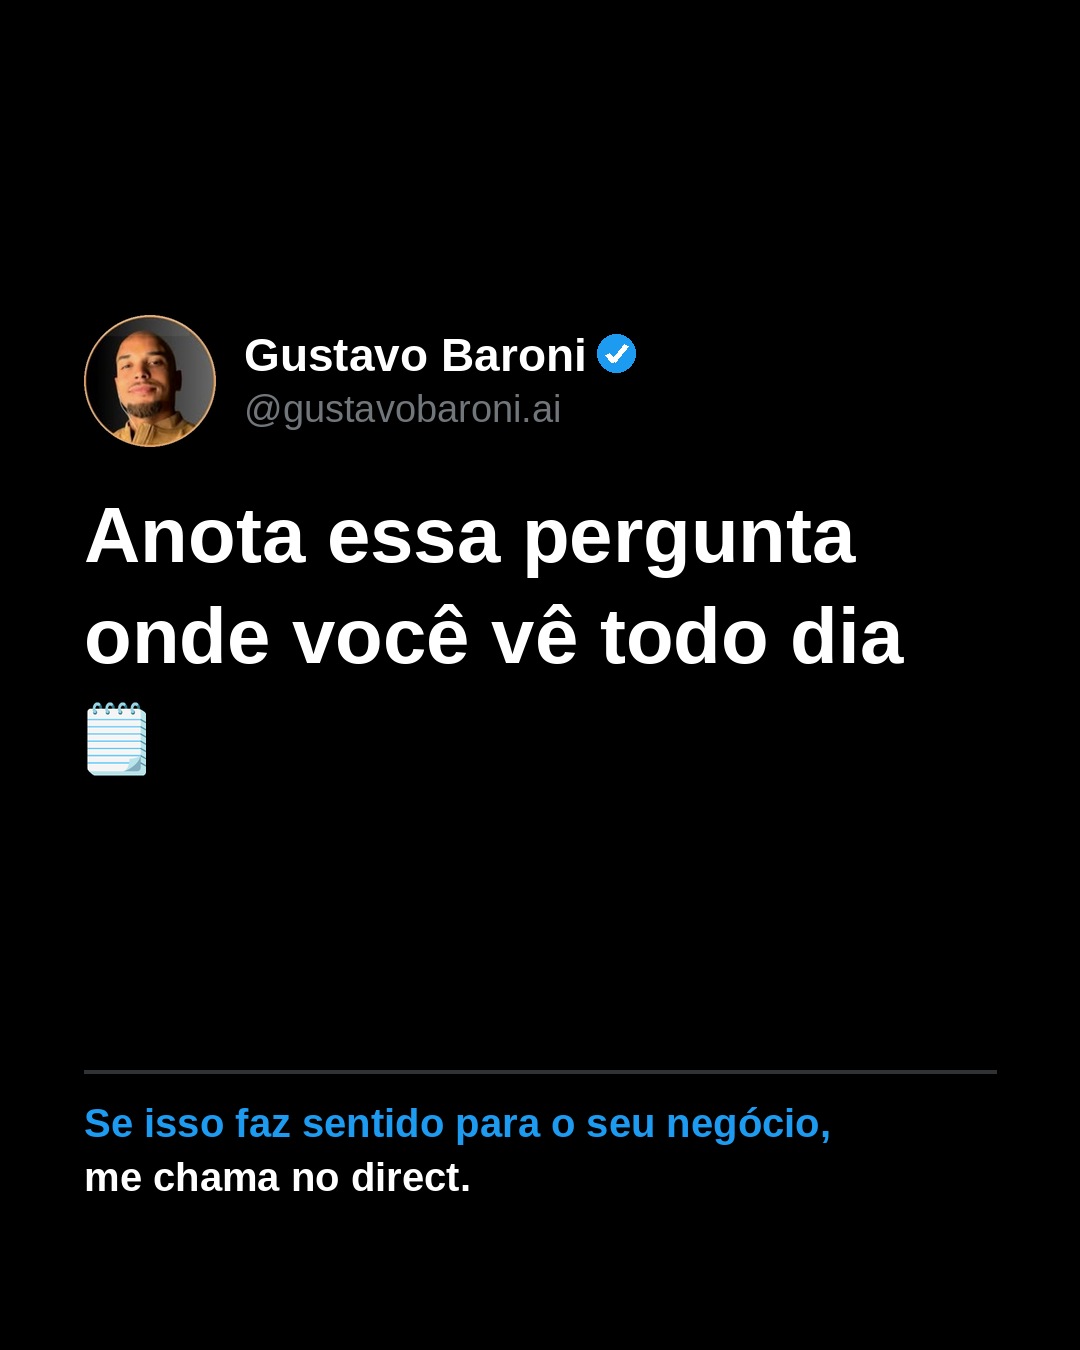 Gustavo Baroni
@gustavobaroni.ai
Anota essa pergunta
onde você vê todo dia
🗒️
Se isso faz sentido para o seu negócio,
me chama no direct.